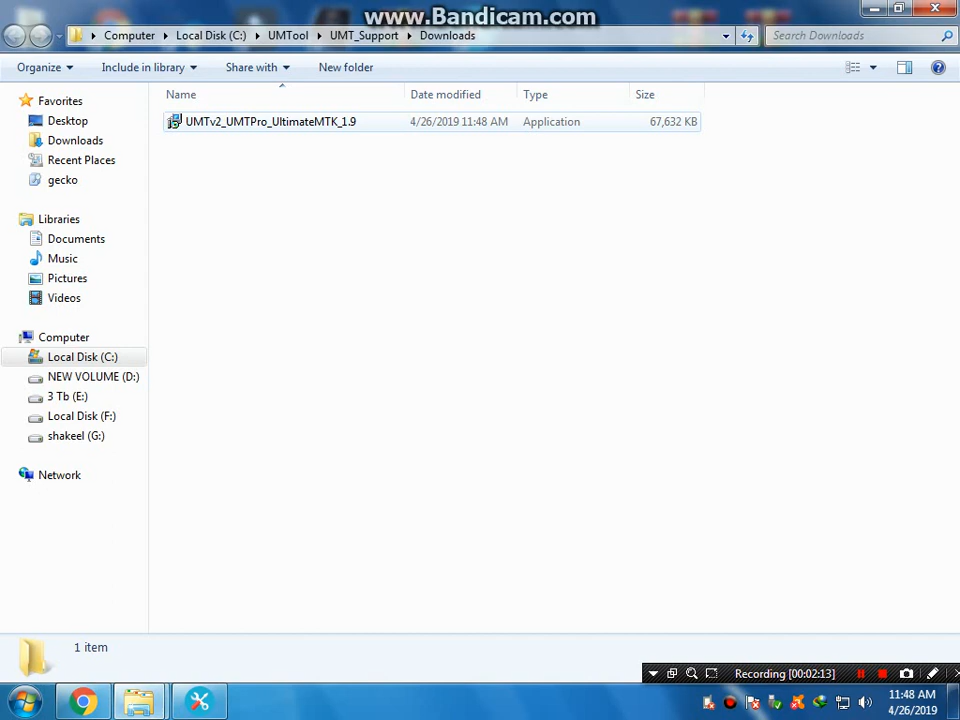 www.Bandicam.com
Computer Local Disk (C:) UMTool UMT_Support Downloads
Search Downloads
Organize Include in library Share with New folder
Name Date modified Type Size
UMTv2_UMTPro_UltimateMTK_1.9 4/26/2019 11:48 AM Application 67,632 KB
Favorites
Desktop
Downloads
Recent Places
gecko
Libraries
Documents
Music
Pictures
Videos
Computer
Local Disk (C:)
NEW VOLUME (D:)
3 Tb (E:)
Local Disk (F:)
shakeel (G:)
Network
1 item
Recording [00:02:13]
11:48 AM
4/26/2019